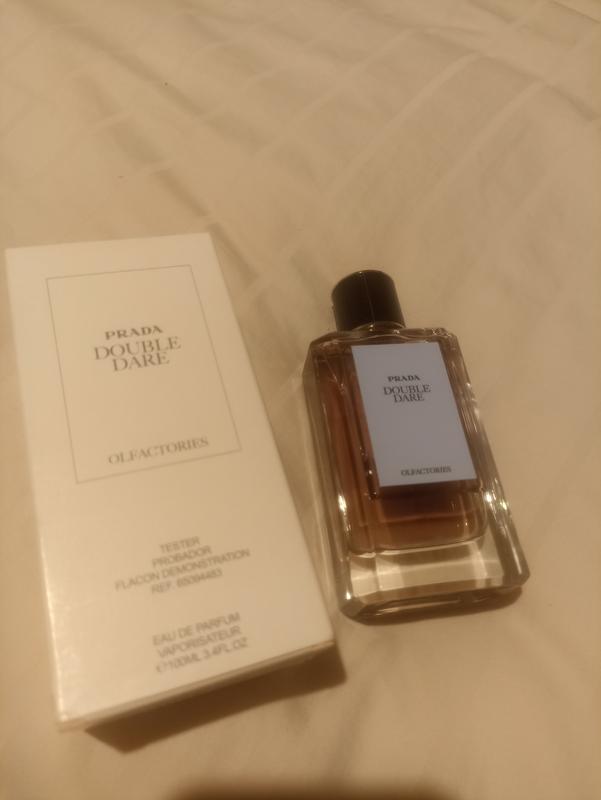 PRADA
DOUBLE
DARE
OLFACTORIES
TESTER
PROBADOR
FLACON DEMONSTRATION
REF. 65094483
EAU DE PARFUM
VAPORISATEUR
℮100ML 3.4FL.OZ
PRADA
DOUBLE
DARE
OLFACTORIES